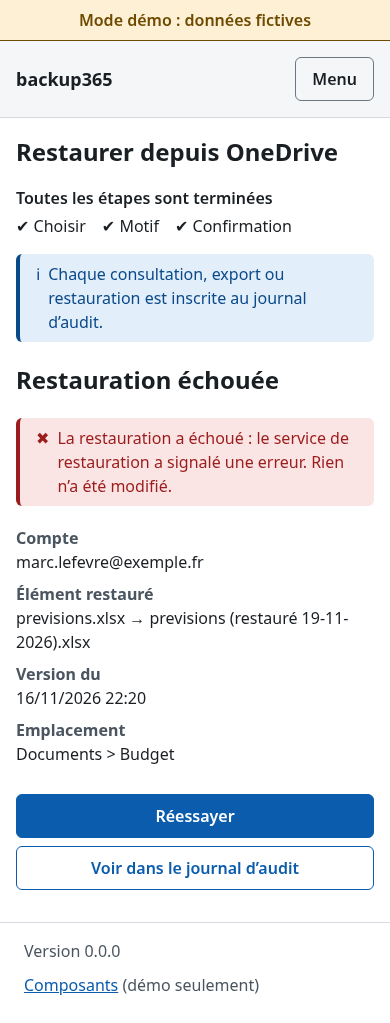 Mode démo : données fictives
backup365
Menu
Restaurer depuis OneDrive
Toutes les étapes sont terminées
✔ Choisir ✔ Motif ✔ Confirmation
i Chaque consultation, export ou
restauration est inscrite au journal
d’audit.
Restauration échouée
✖ La restauration a échoué : le service de
restauration a signalé une erreur. Rien
n’a été modifié.
Compte
marc.lefevre@exemple.fr
Élément restauré
previsions.xlsx → previsions (restauré 19-11-
2026).xlsx
Version du
16/11/2026 22:20
Emplacement
Documents > Budget
Réessayer
Voir dans le journal d’audit
Version 0.0.0
Composants (démo seulement)